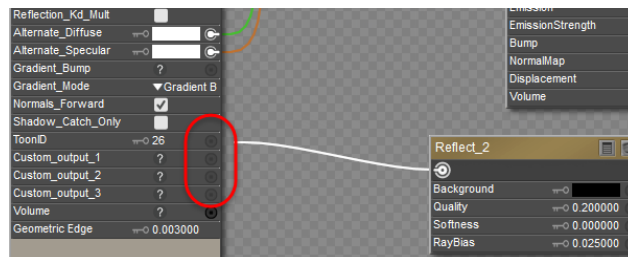 Reflection_Kd_Mult
Alternate_Diffuse
Alternate_Specular
Gradient_Bump ?
Gradient_Mode ▼Gradient B
Normals_Forward
Shadow_Catch_Only
ToonID 26
Custom_output_1 ?
Custom_output_2 ?
Custom_output_3 ?
Volume ?
Geometric Edge 0.003000
Emission
EmissionStrength
Bump
NormalMap
Displacement
Volume
Reflect_2
Background
Quality 0.200000
Softness 0.000000
RayBias 0.025000